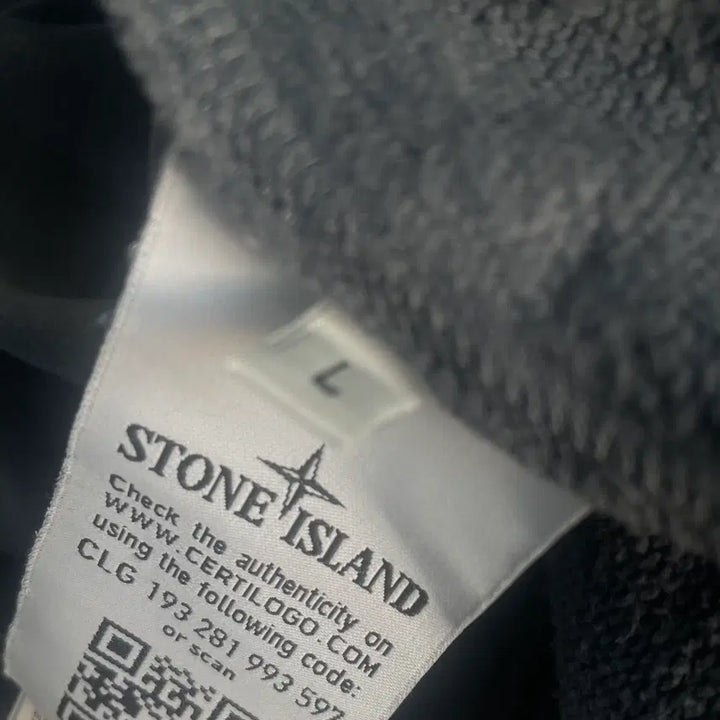 L
STONE ISLAND
Check the authenticity on
WWW.CERTILOGO.COM
using the following code:
CLG 193 281 993 597
or scan